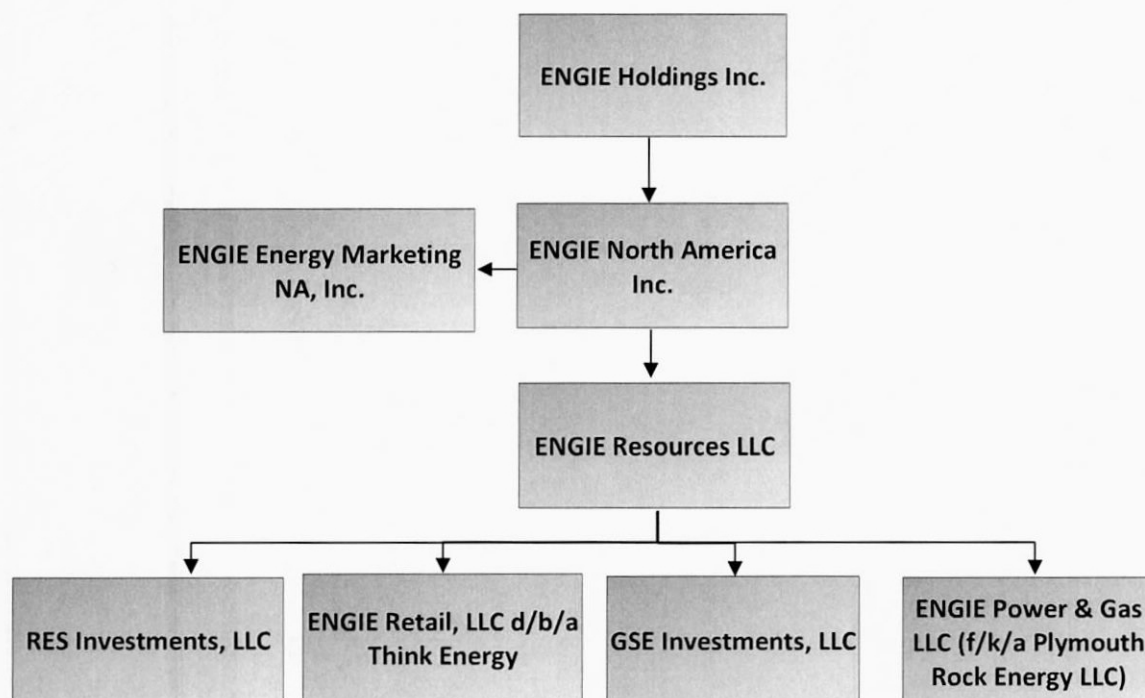 ENGIE Holdings Inc.
ENGIE Energy Marketing
NA, Inc.
ENGIE North America
Inc.
ENGIE Resources LLC
RES Investments, LLC
ENGIE Retail, LLC d/b/a
Think Energy
GSE Investments, LLC
ENGIE Power & Gas
LLC (f/k/a Plymouth
Rock Energy LLC)